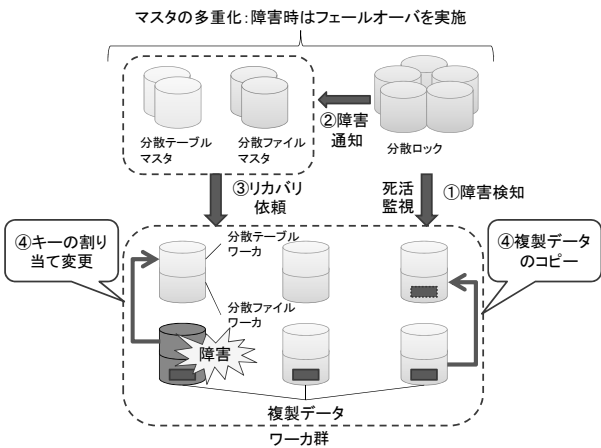 マスタの多重化：障害時はフェールオーバを実施
分散テーブル
マスタ
分散ファイル
マスタ
②障害
通知
分散ロック
③リカバリ
依頼
死活
監視
①障害検知
④キーの割り
当て変更
分散テーブル
ワーカ
④複製データ
のコピー
分散ファイル
ワーカ
障害
複製データ
ワーカ群